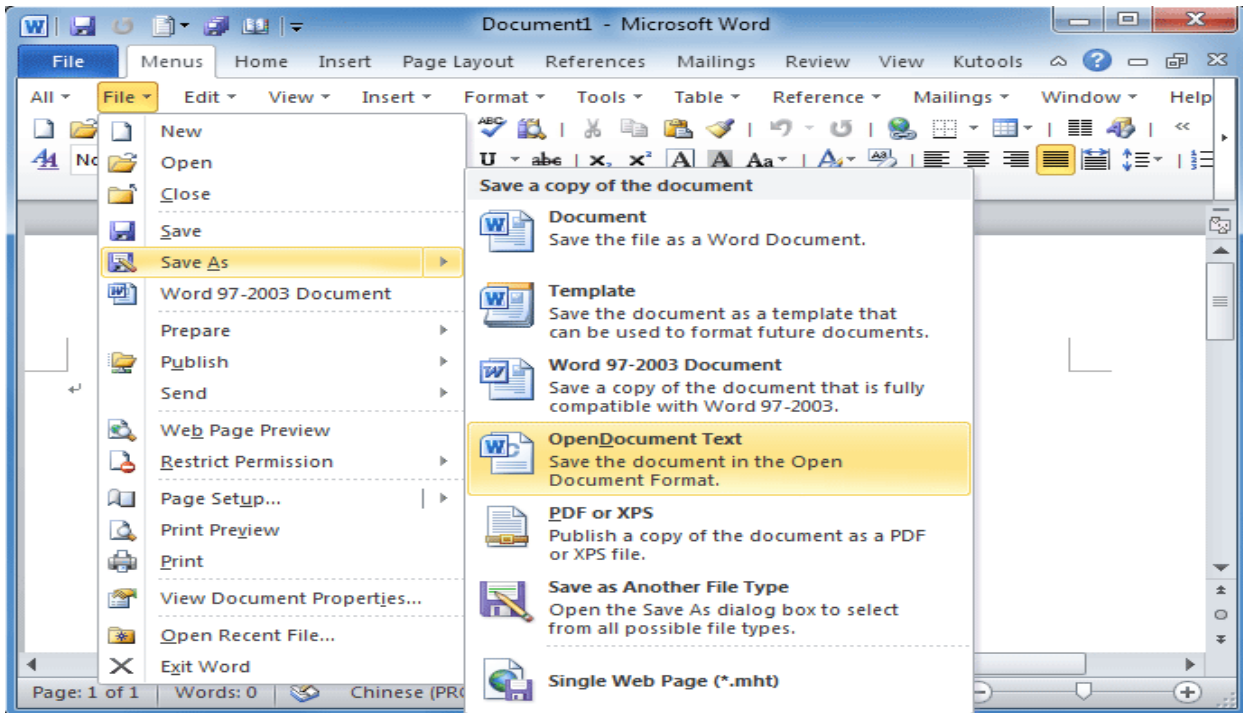 Document1 - Microsoft Word
File Menus Home Insert Page Layout References Mailings Review View Kutools
All File Edit View Insert Format Tools Table Reference Mailings Window Help
New
Open
Close
Save
Save As
Word 97-2003 Document
Prepare
Publish
Send
Web Page Preview
Restrict Permission
Page Setup...
Print Preview
Print
View Document Properties...
Open Recent File...
Exit Word
ABC
No
U abc x, x² A A Aa A
Save a copy of the document
Document
Save the file as a Word Document.
Template
Save the document as a template that
can be used to format future documents.
Word 97-2003 Document
Save a copy of the document that is fully
compatible with Word 97-2003.
OpenDocument Text
Save the document in the Open
Document Format.
PDF or XPS
Publish a copy of the document as a PDF
or XPS file.
Save as Another File Type
Open the Save As dialog box to select
from all possible file types.
Single Web Page (*.mht)
Page: 1 of 1 Words: 0 Chinese (PRC